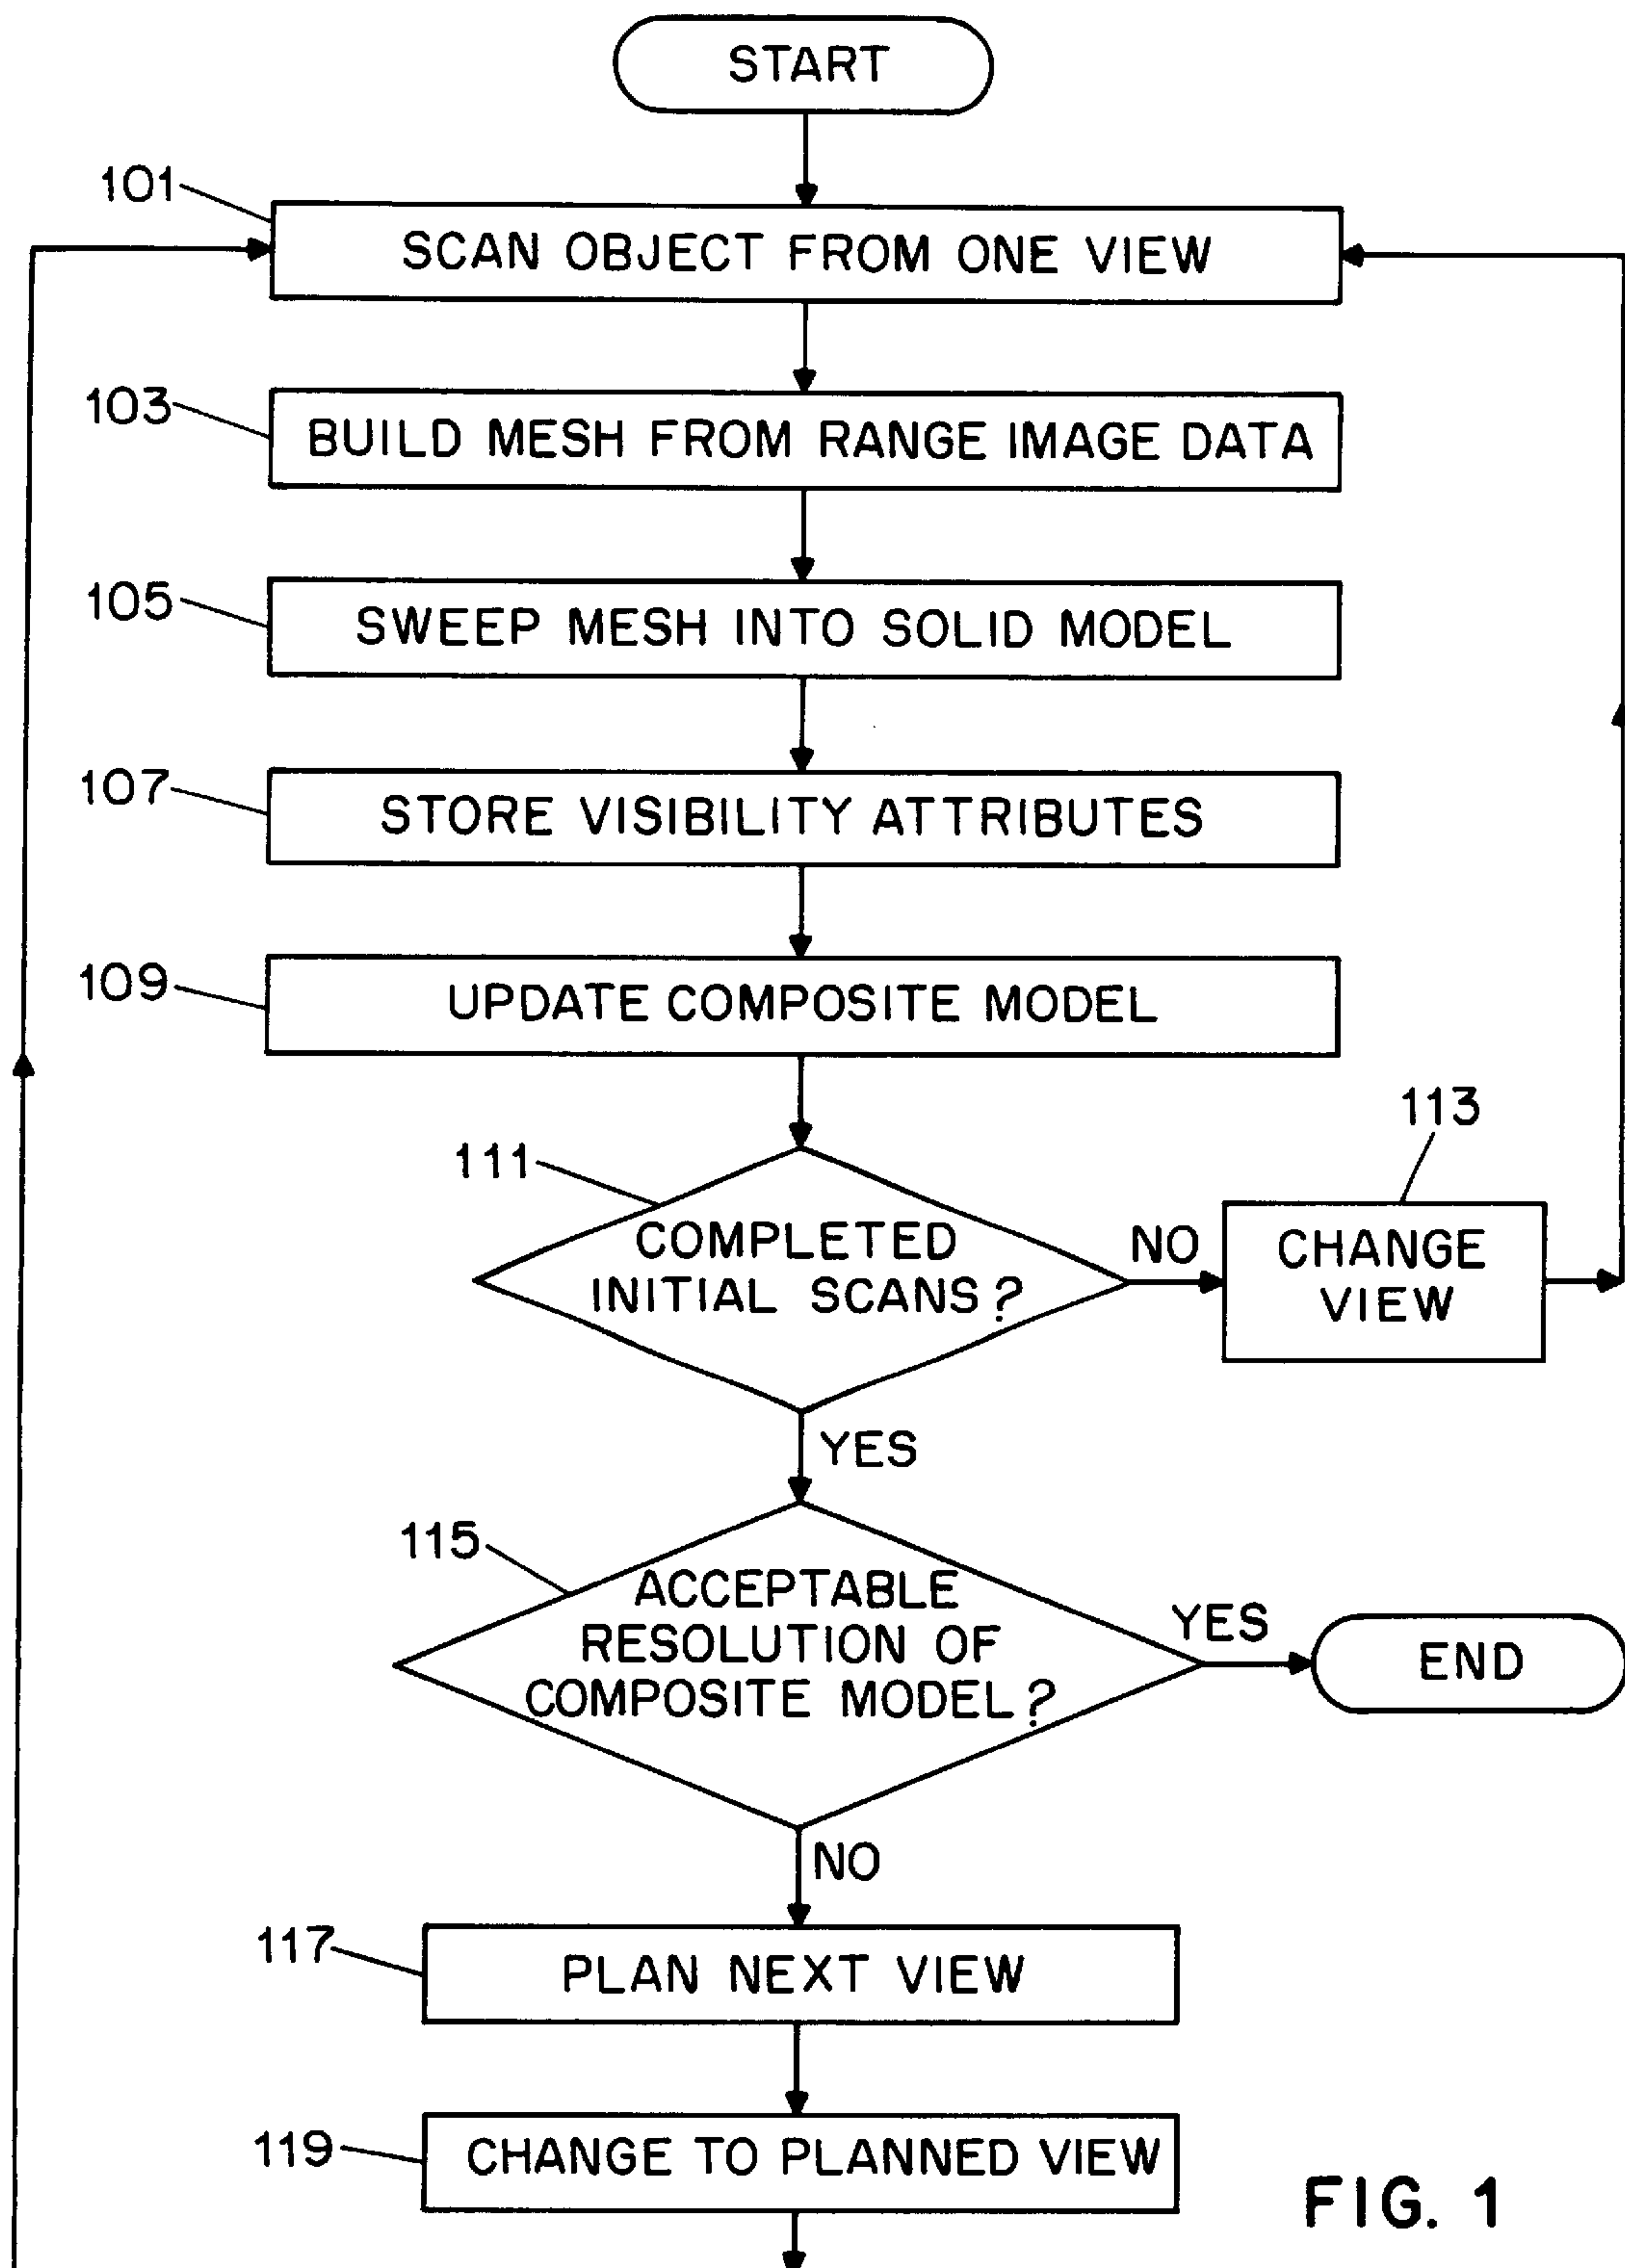 START
101
SCAN OBJECT FROM ONE VIEW
103
BUILD MESH FROM RANGE IMAGE DATA
105
SWEEP MESH INTO SOLID MODEL
107
STORE VISIBILITY ATTRIBUTES
109
UPDATE COMPOSITE MODEL
113
111
COMPLETED
INITIAL SCANS?
NO
CHANGE
VIEW
YES
115
ACCEPTABLE
RESOLUTION OF
COMPOSITE MODEL?
YES
END
NO
117
PLAN NEXT VIEW
119
CHANGE TO PLANNED VIEW
FIG. 1